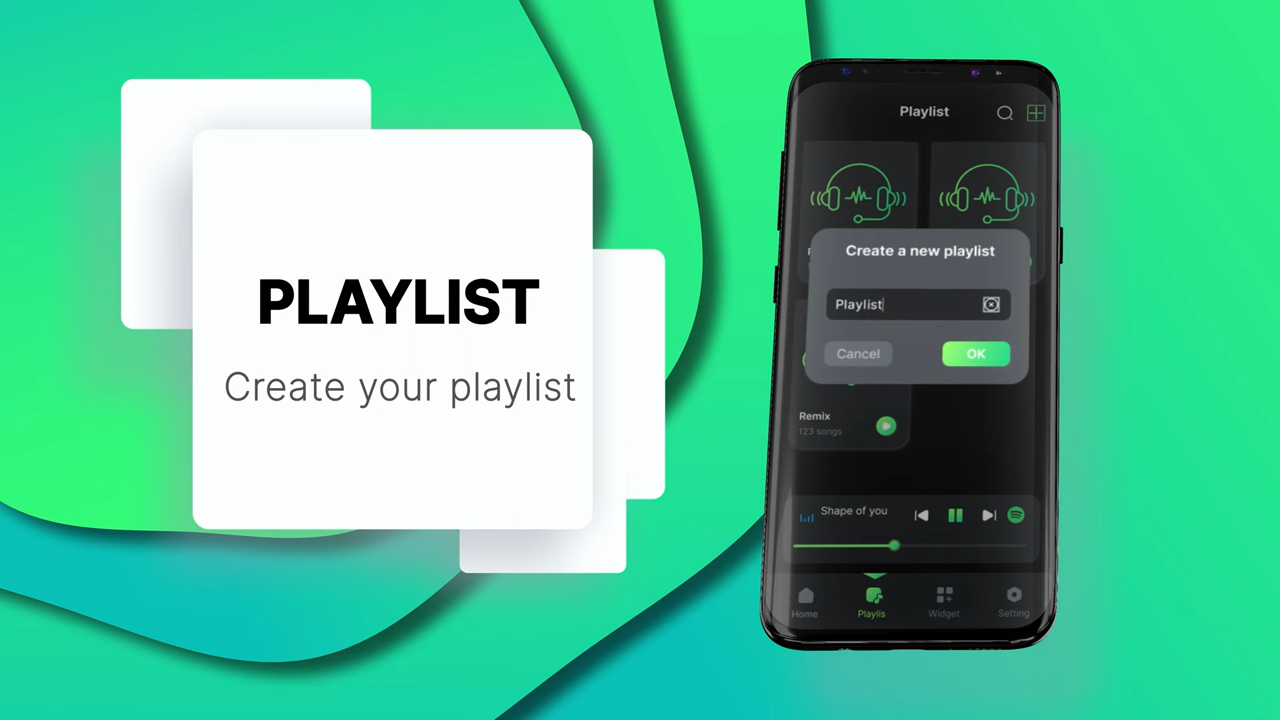 PLAYLIST
Create your playlist
Playlist
Create a new playlist
Playlist
Cancel
OK
Remix
123 songs
Shape of you
Home
Playlis
Widget
Setting